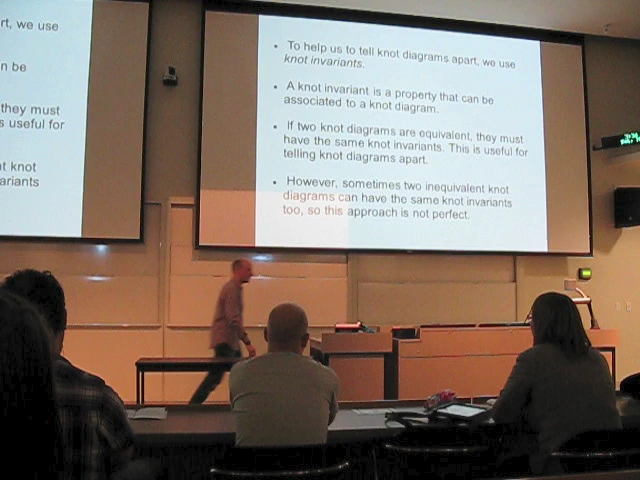 rt, we use
n be
they must
s useful for
nt knot
ariants
• To help us to tell knot diagrams apart, we use
knot invariants.
• A knot invariant is a property that can be
associated to a knot diagram.
• If two knot diagrams are equivalent, they must
have the same knot invariants. This is useful for
telling knot diagrams apart.
• However, sometimes two inequivalent knot
diagrams can have the same knot invariants
too, so this approach is not perfect.